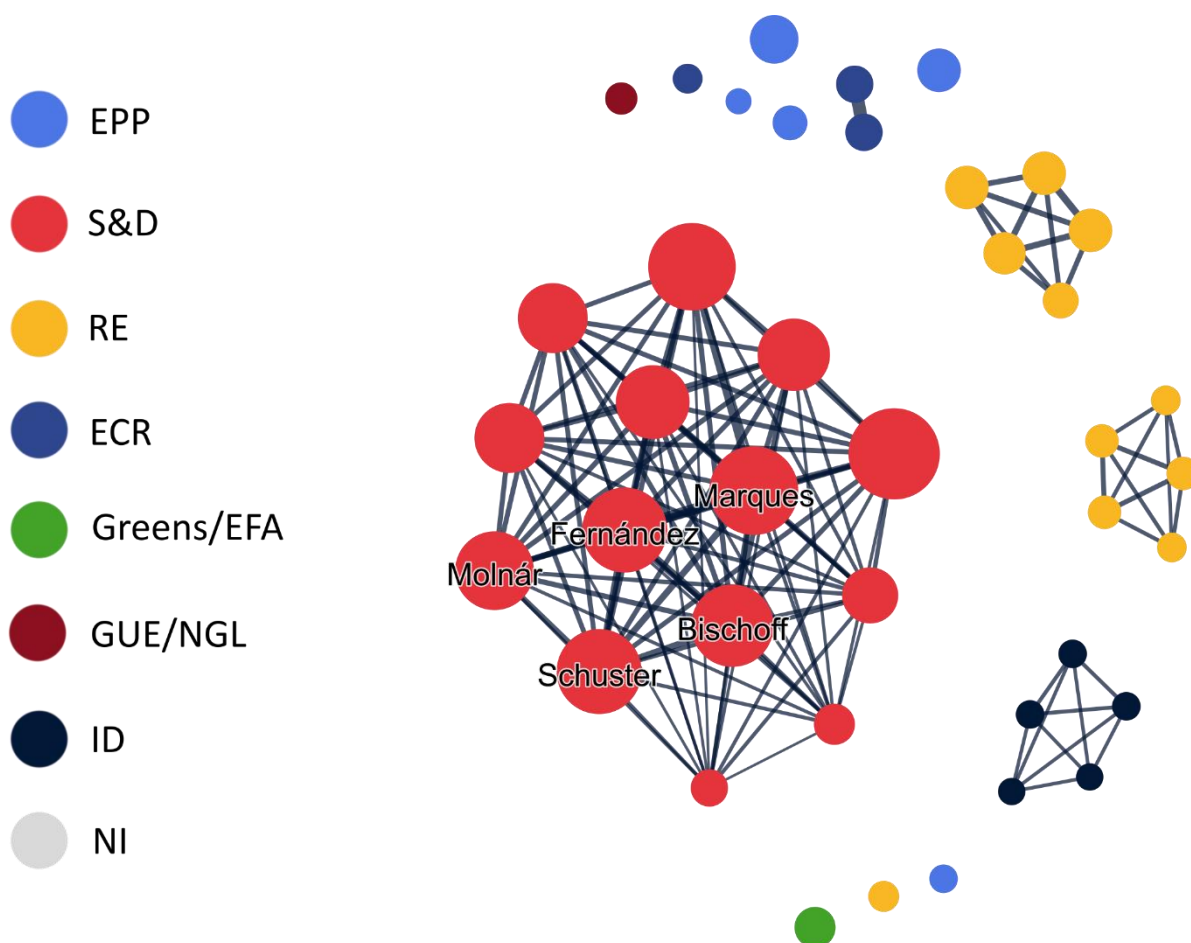 EPP
S&D
RE
ECR
Greens/EFA
GUE/NGL
ID
NI
Marques
Fernández
Molnár
Bischoff
Schuster